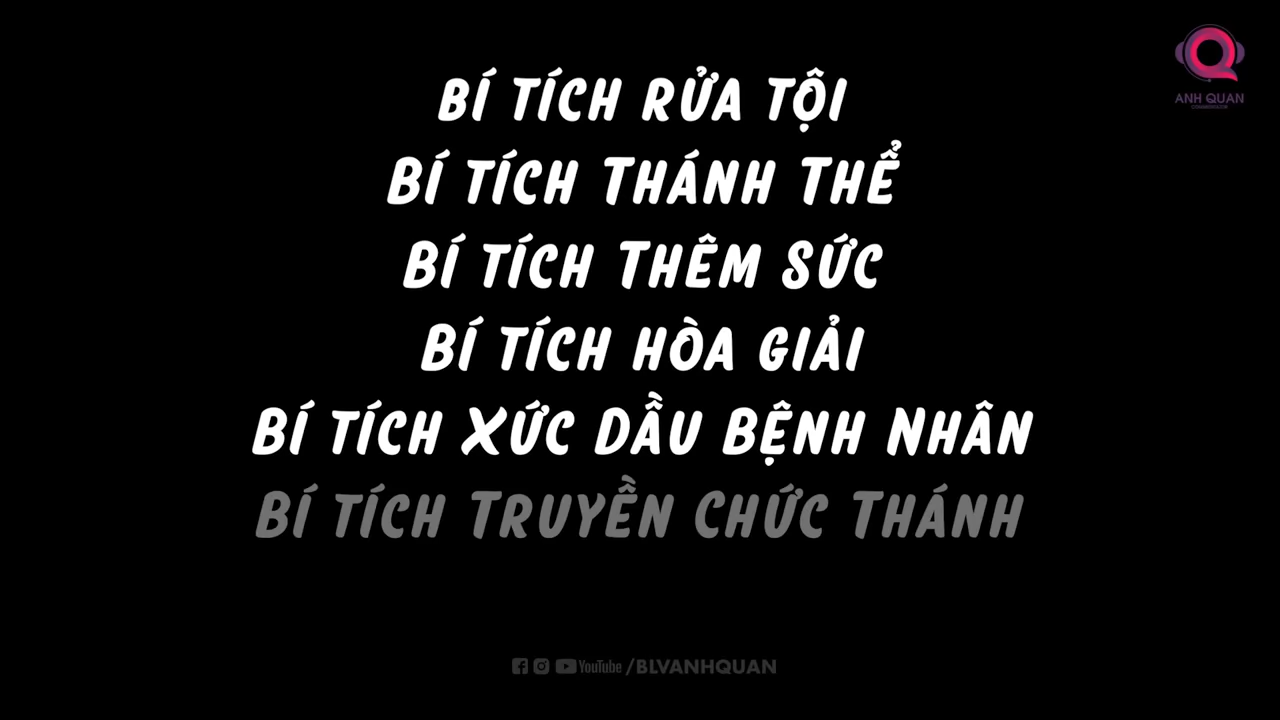 BÍ TÍCH RỬA TỘI
BÍ TÍCH THÁNH THỂ
BÍ TÍCH THÊM SỨC
BÍ TÍCH HÒA GIẢI
BÍ TÍCH XỨC DẦU BỆNH NHÂN
BÍ TÍCH TRUYỀN CHỨC THÁNH
ANH QUAN
YouTube /BLVANHQUAN